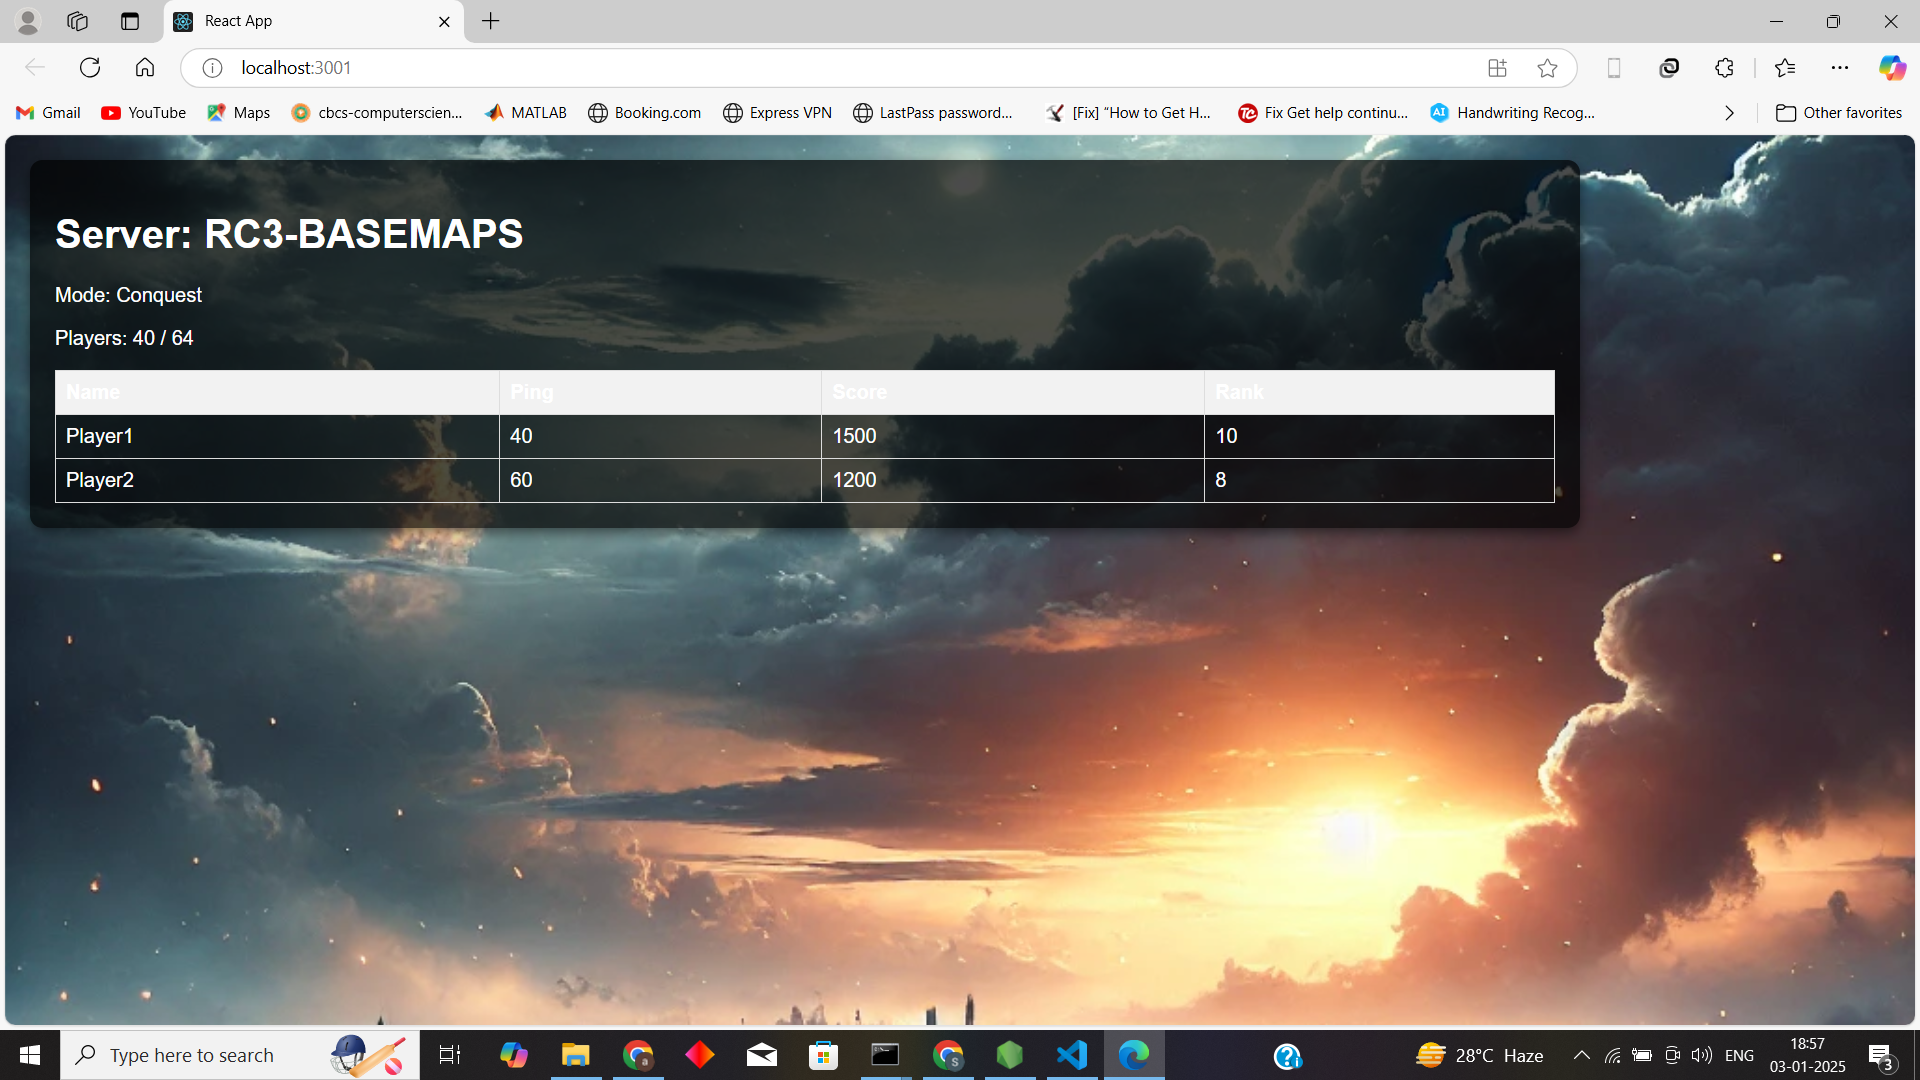 React App
localhost:3001
Gmail YouTube Maps cbcs-computerscien... MATLAB Booking.com Express VPN LastPass password... [Fix] “How to Get H... Fix Get help continu... Handwriting Recog... Other favorites
Server: RC3-BASEMAPS
Mode: Conquest
Players: 40 / 64
Name Ping Score Rank
Player1 40 1500 10
Player2 60 1200 8
Type here to search
28°C Haze
ENG
18:57
03-01-2025
3